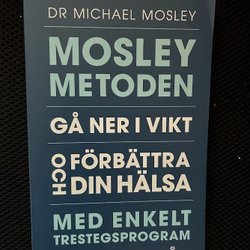 DR MICHAEL MOSLEY
MOSLEY
METODEN
GÅ NER I VIKT
OCH FÖRBÄTTRA
DIN HÄLSA
MED ENKELT
TRESTEGSPROGRAM